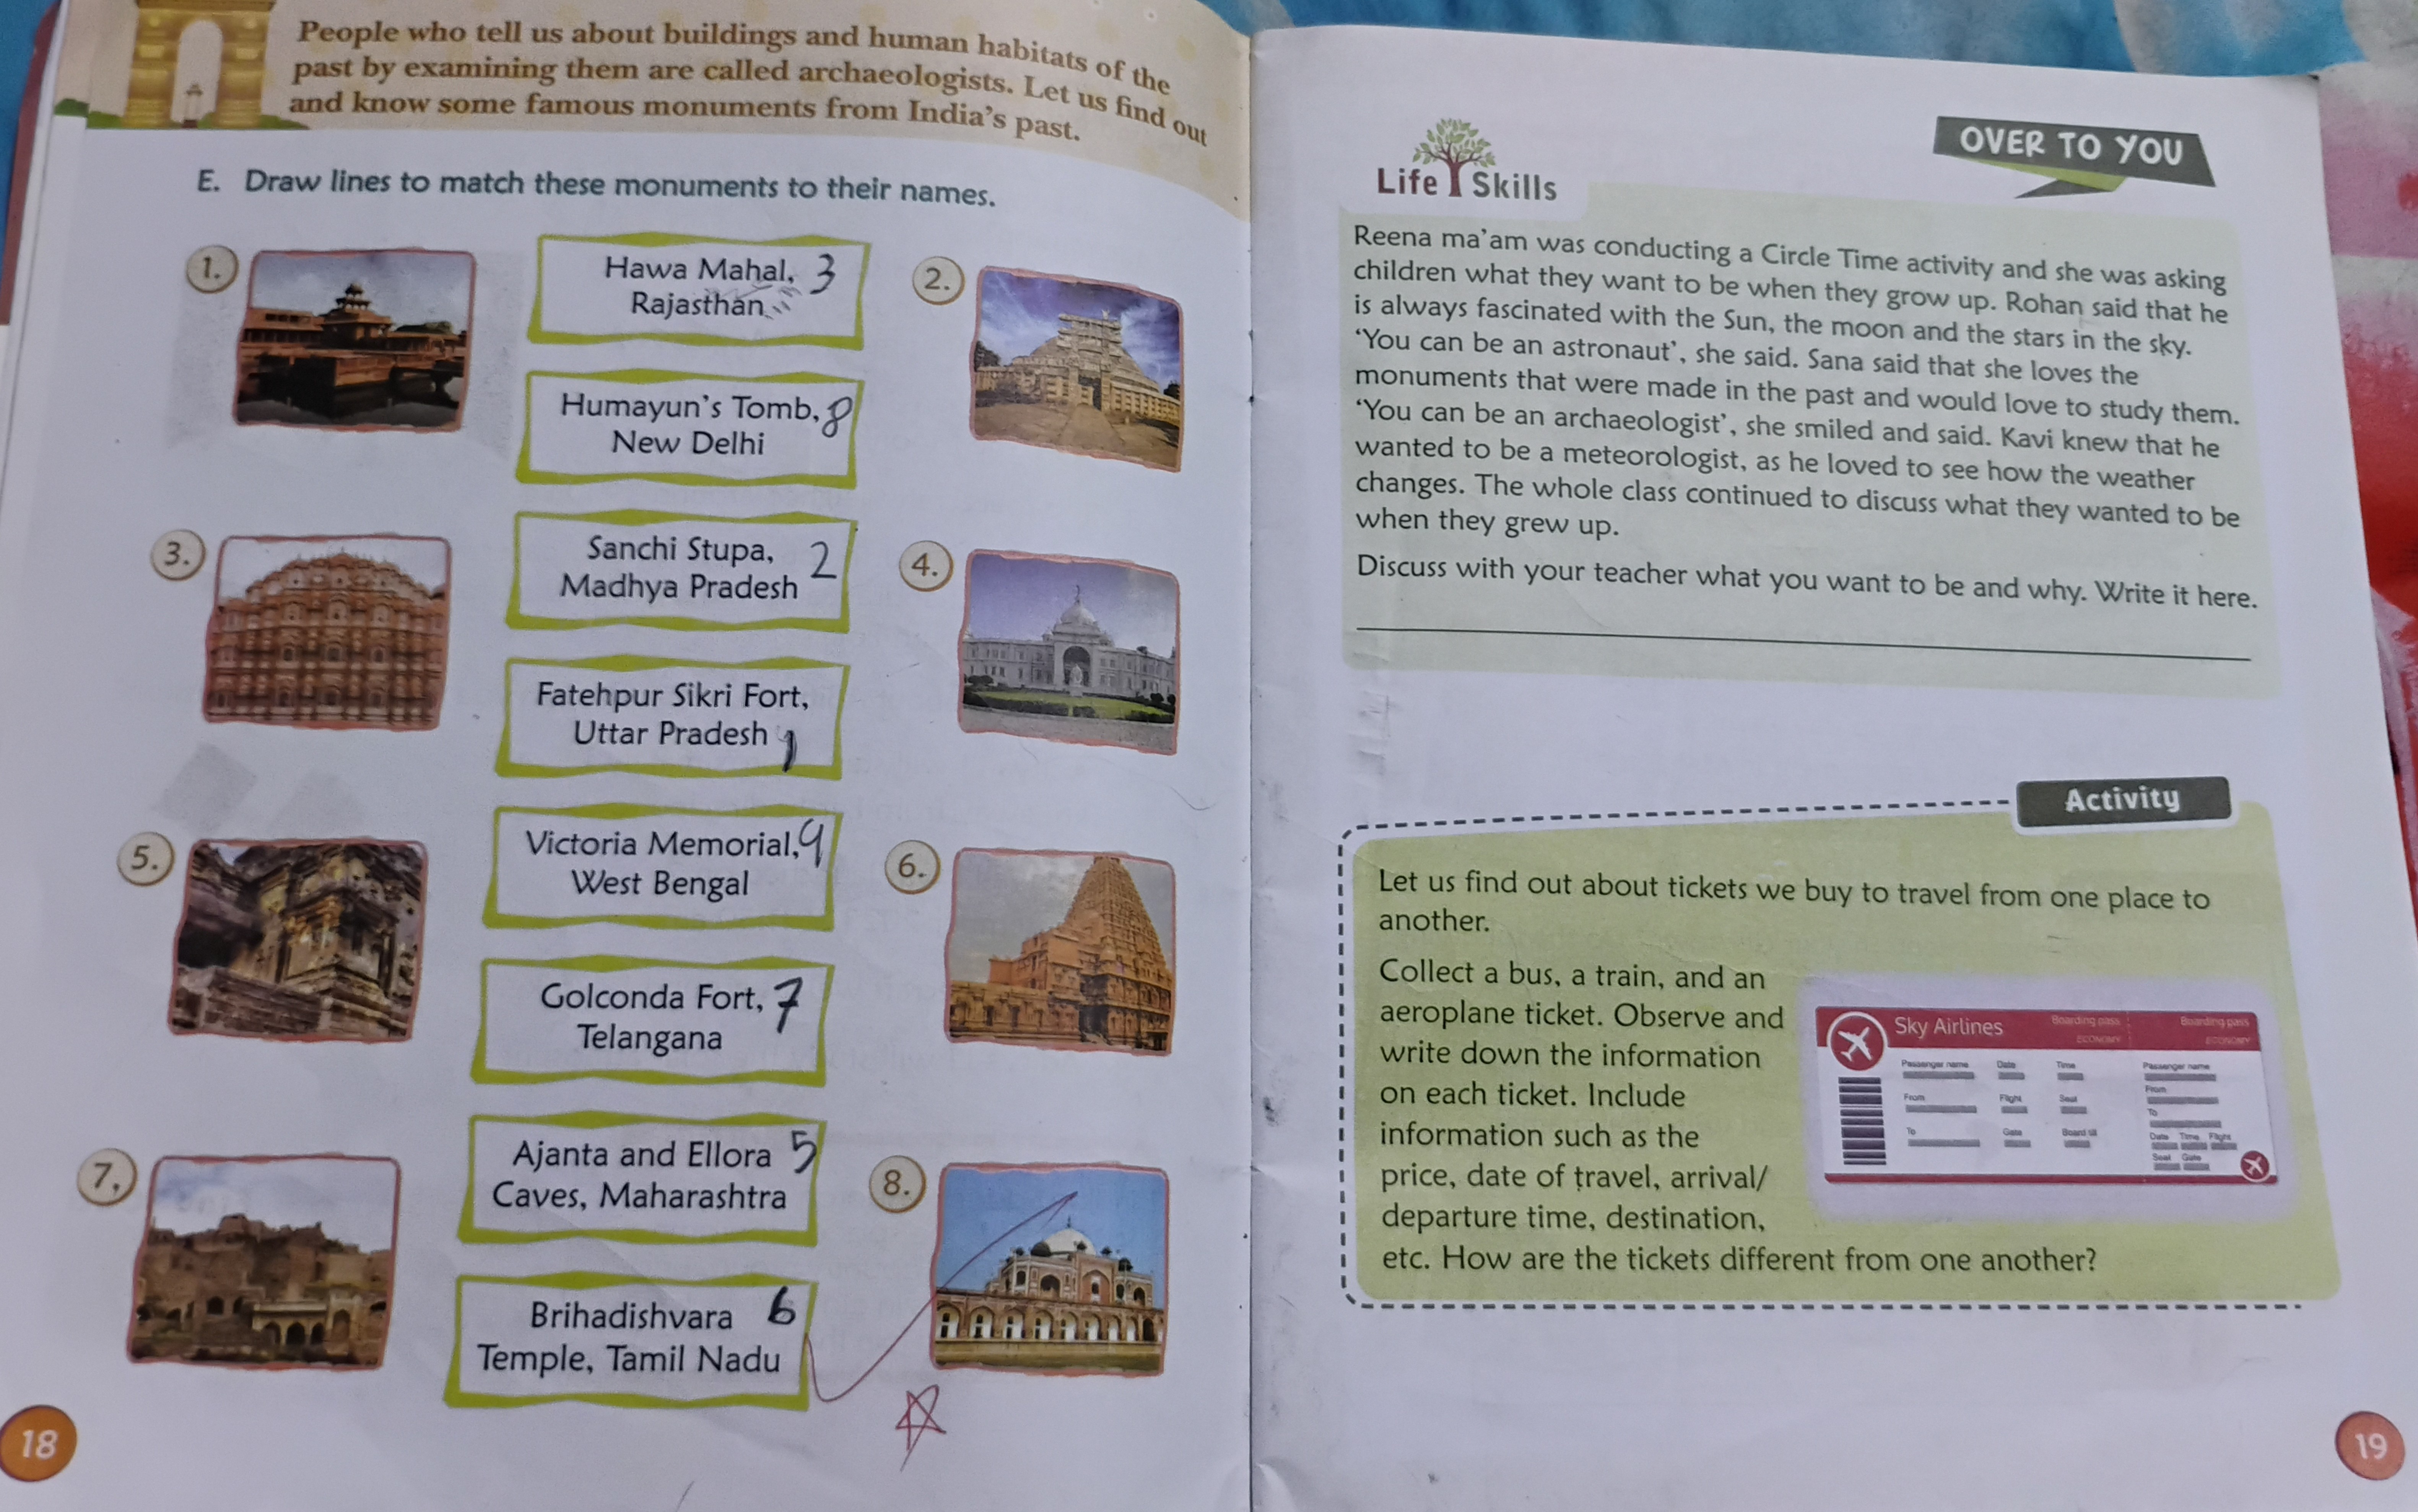 People who tell us about buildings and human habitats of the
past by examining them are called archaeologists. Let us find out
and know some famous monuments from India's past.
E. Draw lines to match these monuments to their names.
1.
Hawa Mahal, 3
Rajasthan
2.
Humayun's Tomb, 8
New Delhi
3.
Sanchi Stupa, 2
Madhya Pradesh
4.
Fatehpur Sikri Fort,
Uttar Pradesh 1
5.
Victoria Memorial, 4
West Bengal
6.
Golconda Fort, 7
Telangana
7.
Ajanta and Ellora 5
Caves, Maharashtra
8.
Brihadishvara 6
Temple, Tamil Nadu
18
Life Skills
OVER TO YOU
Reena ma'am was conducting a Circle Time activity and she was asking
children what they want to be when they grow up. Rohan said that he
is always fascinated with the Sun, the moon and the stars in the sky.
'You can be an astronaut', she said. Sana said that she loves the
monuments that were made in the past and would love to study them.
'You can be an archaeologist', she smiled and said. Kavi knew that he
wanted to be a meteorologist, as he loved to see how the weather
changes. The whole class continued to discuss what they wanted to be
when they grew up.
Discuss with your teacher what you want to be and why. Write it here.
Activity
Let us find out about tickets we buy to travel from one place to
another.
Collect a bus, a train, and an
aeroplane ticket. Observe and
write down the information
on each ticket. Include
information such as the
price, date of travel, arrival/
departure time, destination,
etc. How are the tickets different from one another?
Sky Airlines
Boarding pass
ECONOMY
Boarding pass
ECONOMY
Passenger name Date Time
From Flight Seat
To Gate Board till
Passenger name
From
To
Date Time Flight
Seat Gate
19